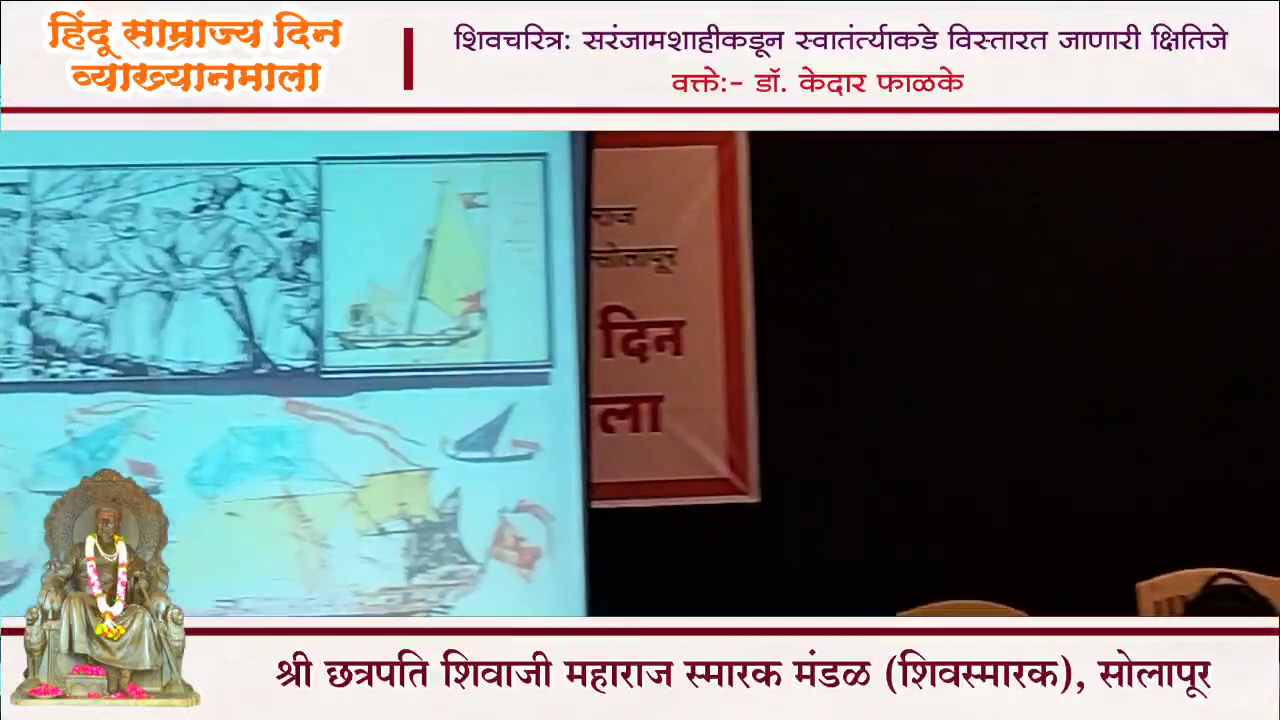 हिंदू साम्राज्य दिन
व्याख्यानमाला
शिवचरित्र: सरंजामशाहीकडून स्वातंर्त्याकडे विस्तारत जाणारी क्षितिजे
वक्ते:- डॉ. केदार फाळके
राज
सोलापूर
दिन
ला
श्री छत्रपति शिवाजी महाराज स्मारक मंडळ (शिवस्मारक), सोलापूर